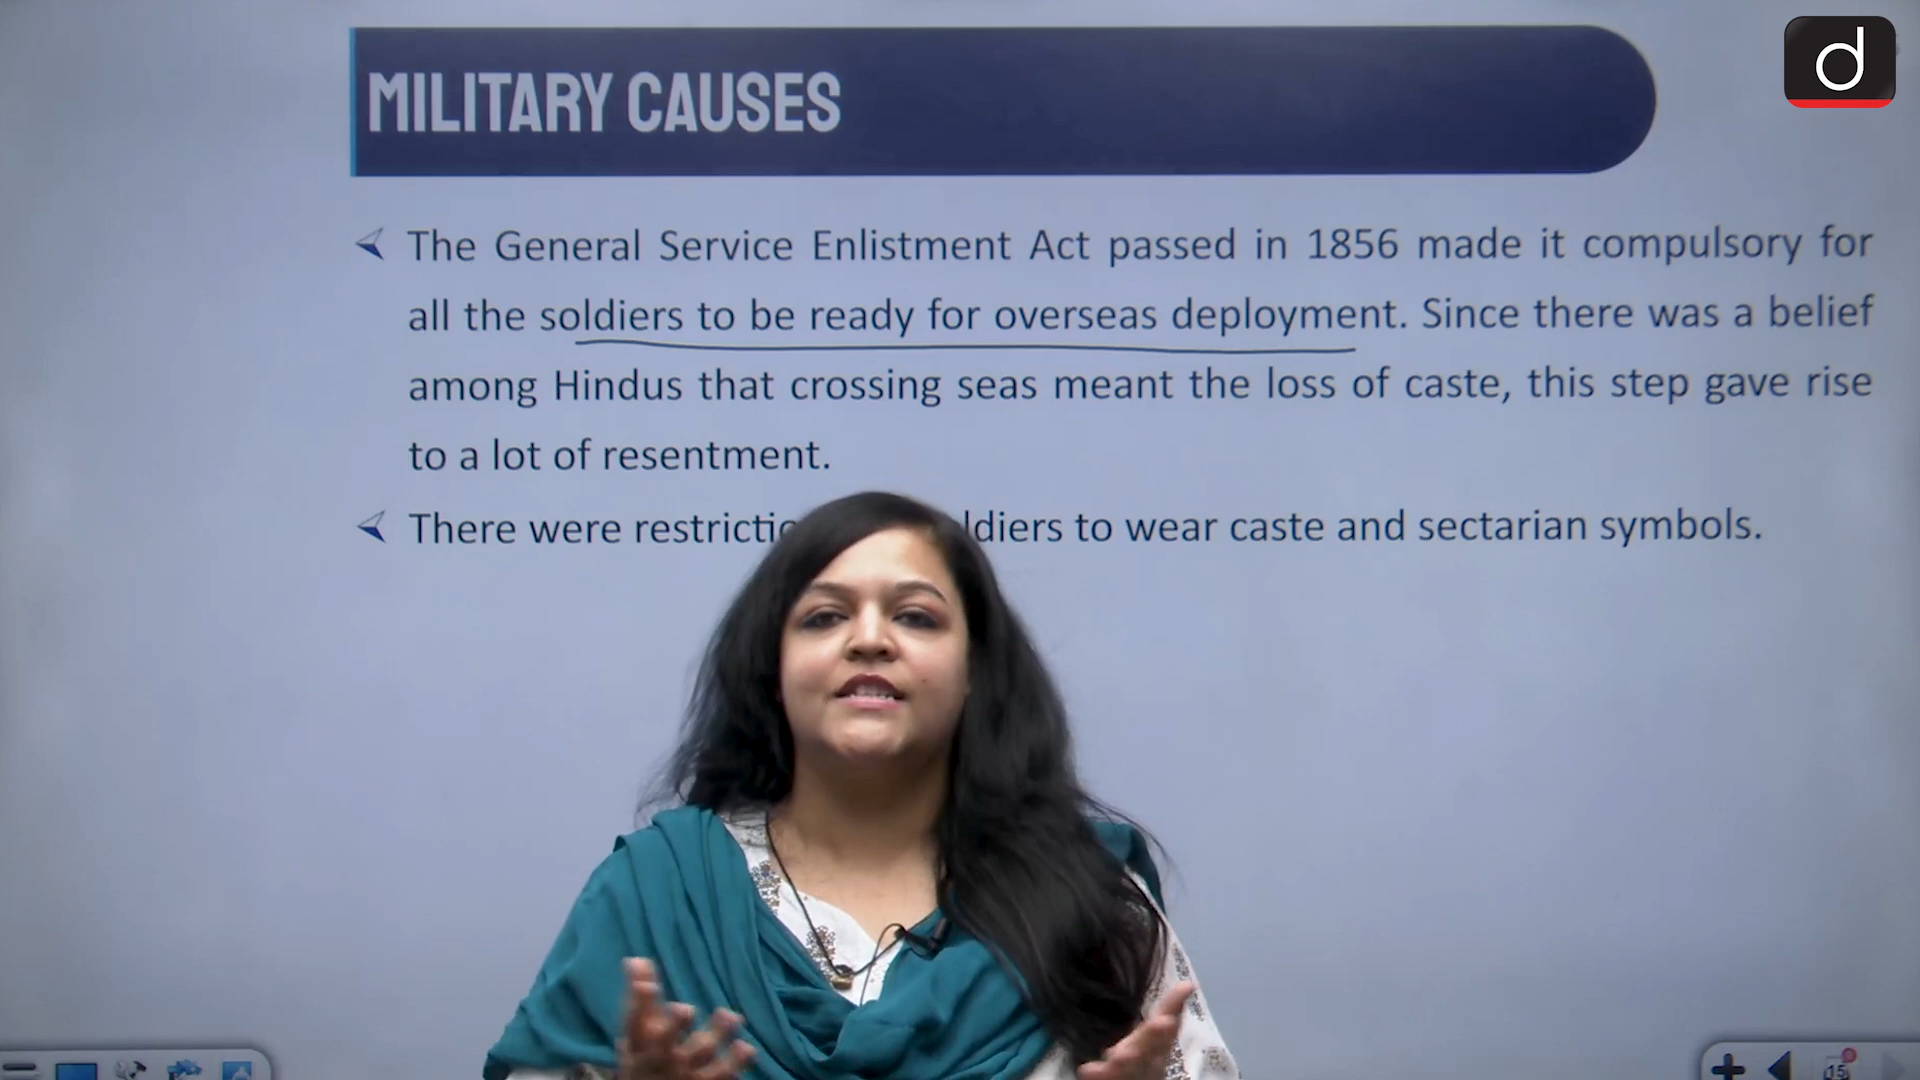 d
MILITARY CAUSES
The General Service Enlistment Act passed in 1856 made it compulsory for
all the soldiers to be ready for overseas deployment. Since there was a belief
among Hindus that crossing seas meant the loss of caste, this step gave rise
to a lot of resentment.
There were diers to wear caste and sectarian symbols.
15